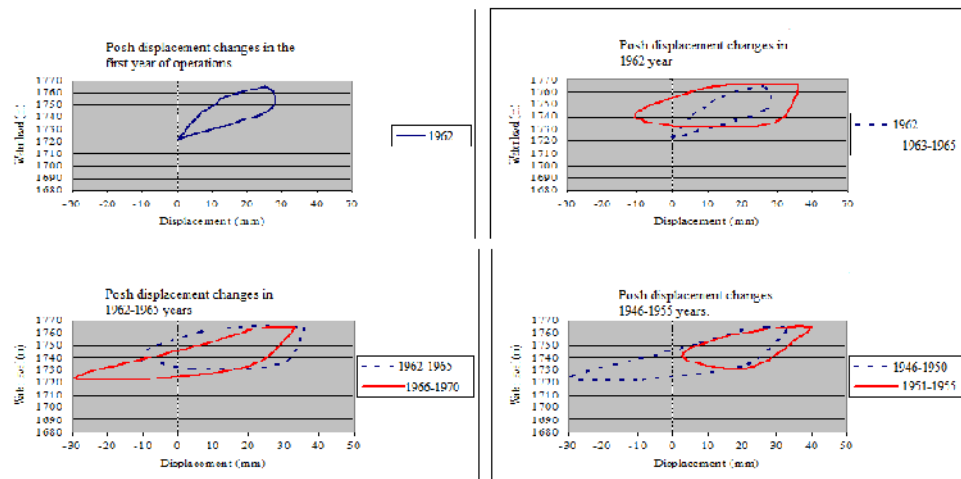 Posh displacement changes in the
first year of operations
1770
1760
1750
1740
1730
1720
1710
1700
1690
1680
-30 -20 -10 0 10 20 30 40 50
Displacement (mm)
1962
Posh displacement changes in
1962 year
1770
1760
1750
1740
1730
1720
1710
1700
1690
1680
-30 -20 -10 0 10 20 30 40 50
Displacement (mm)
1962
1963-1965
Posh displacement changes in
1962-1965 years
1770
1760
1750
1740
1730
1720
1710
1700
1690
1680
-30 -20 -10 0 10 20 30 40 50
Displacement (mm)
1962-1965
1966-1970
Posh displacement changes
1946-1955 years.
1770
1760
1750
1740
1730
1720
1710
1700
1690
1680
-30 -20 -10 0 10 20 30 40 50
Displacement (mm)
1946-1950
1951-1955